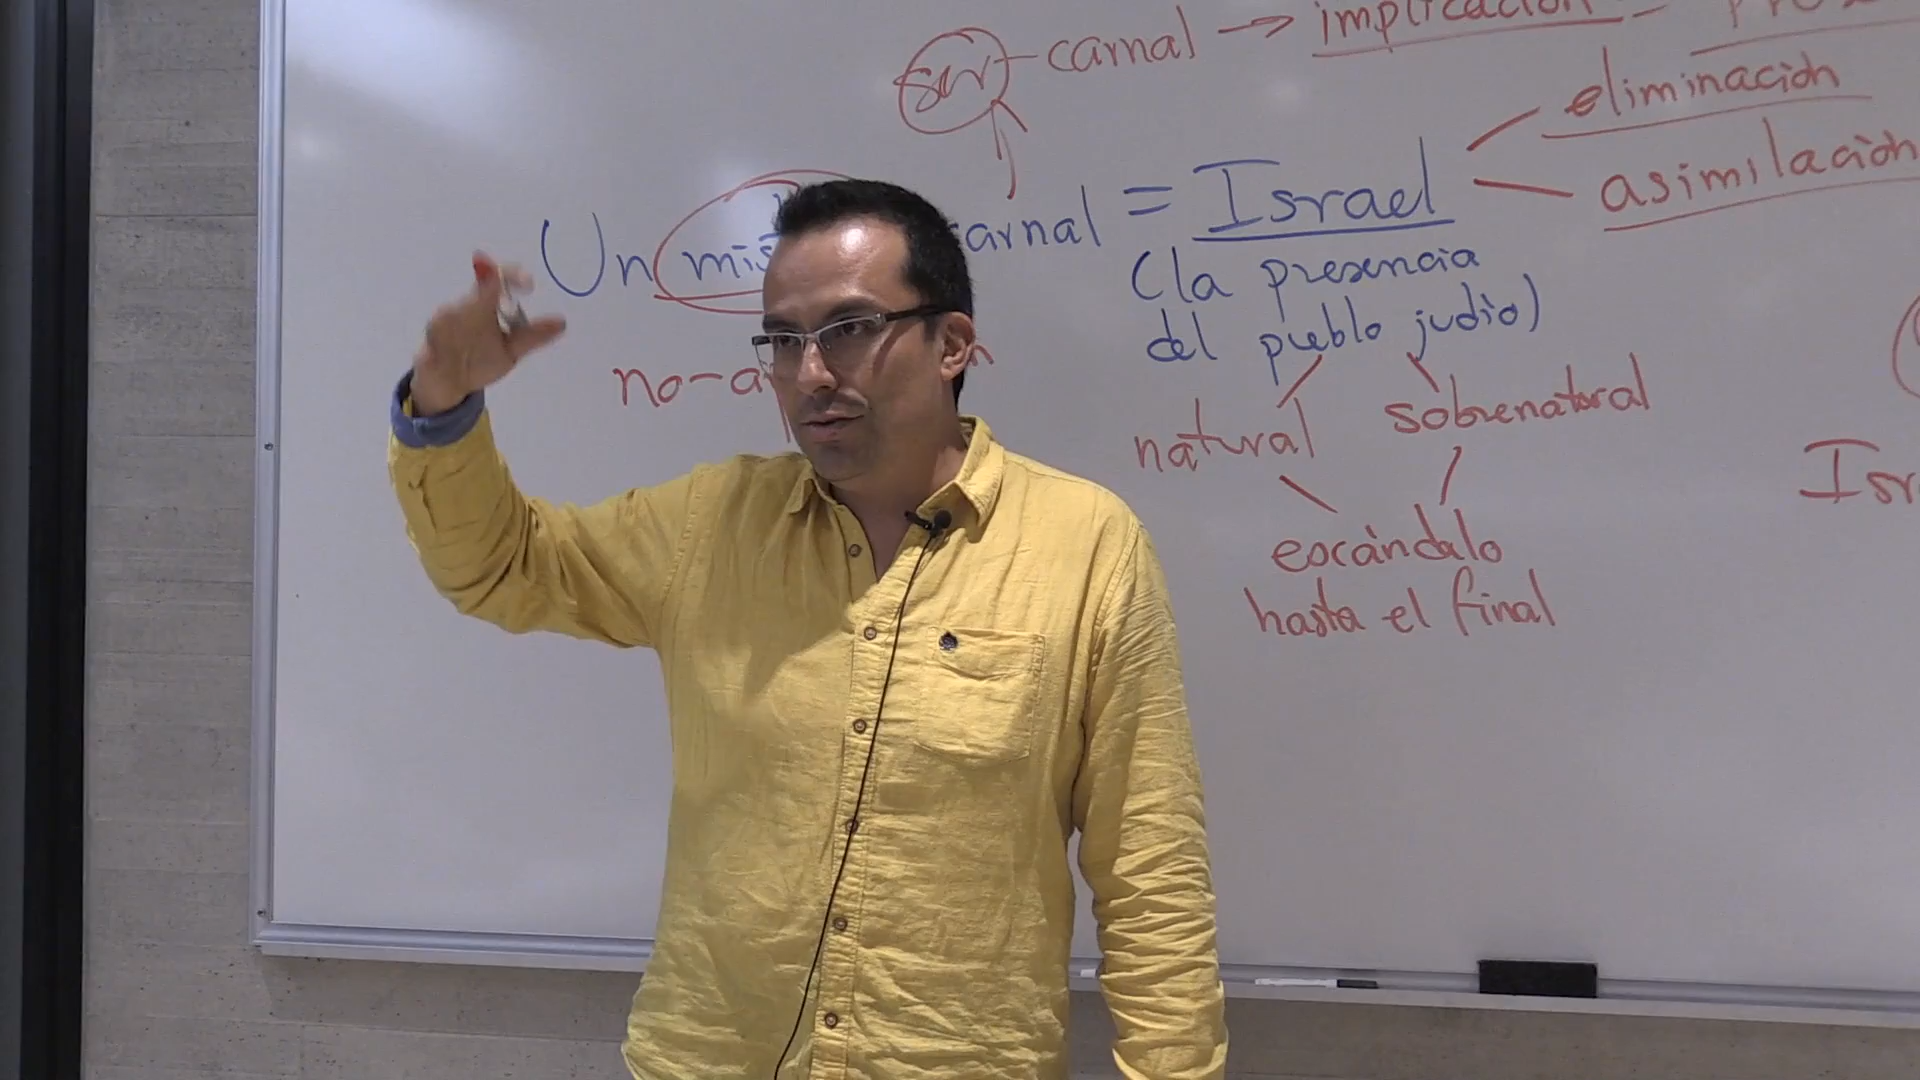 ser - carnal → implicación -
eliminación
asimilación
Un carnal = Israel
(la presencia
del pueblo judío)
no-
natural sobrenatural
escándalo
hasta el final